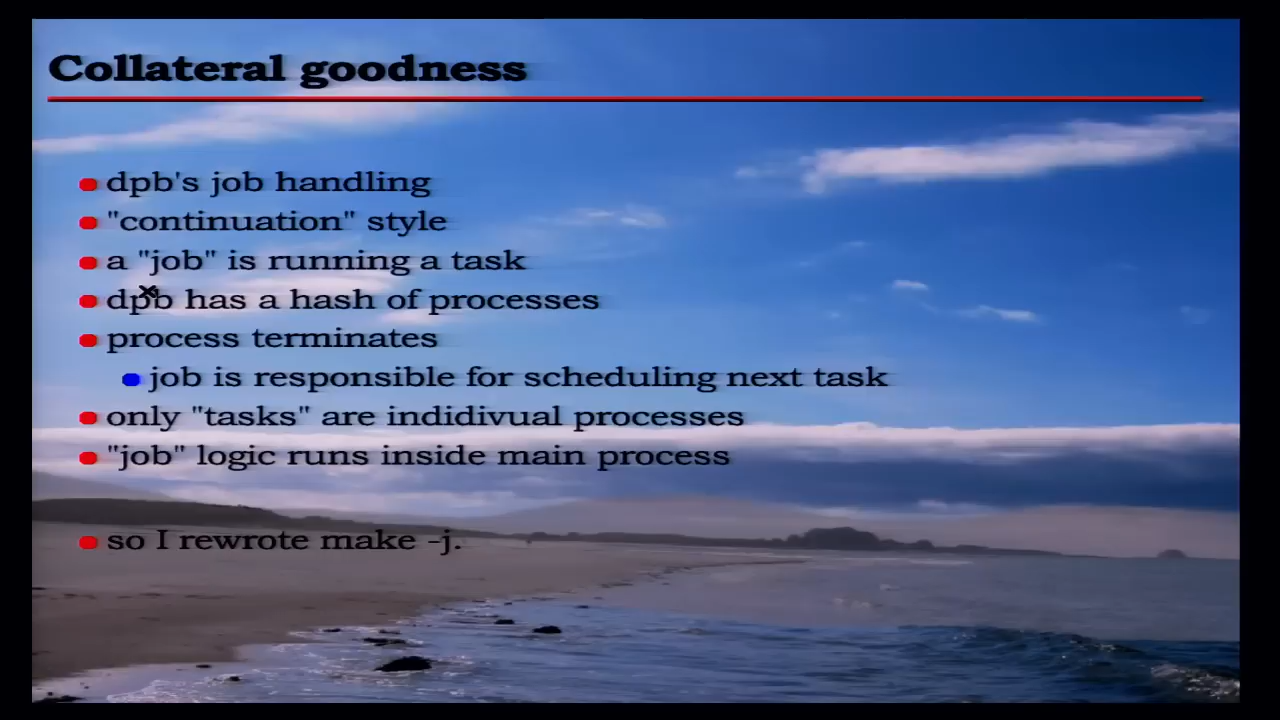 Collateral goodness
dpb's job handling
"continuation" style
a "job" is running a task
dpb has a hash of processes
process terminates
job is responsible for scheduling next task
only "tasks" are indidivual processes
"job" logic runs inside main process
so I rewrote make -j.